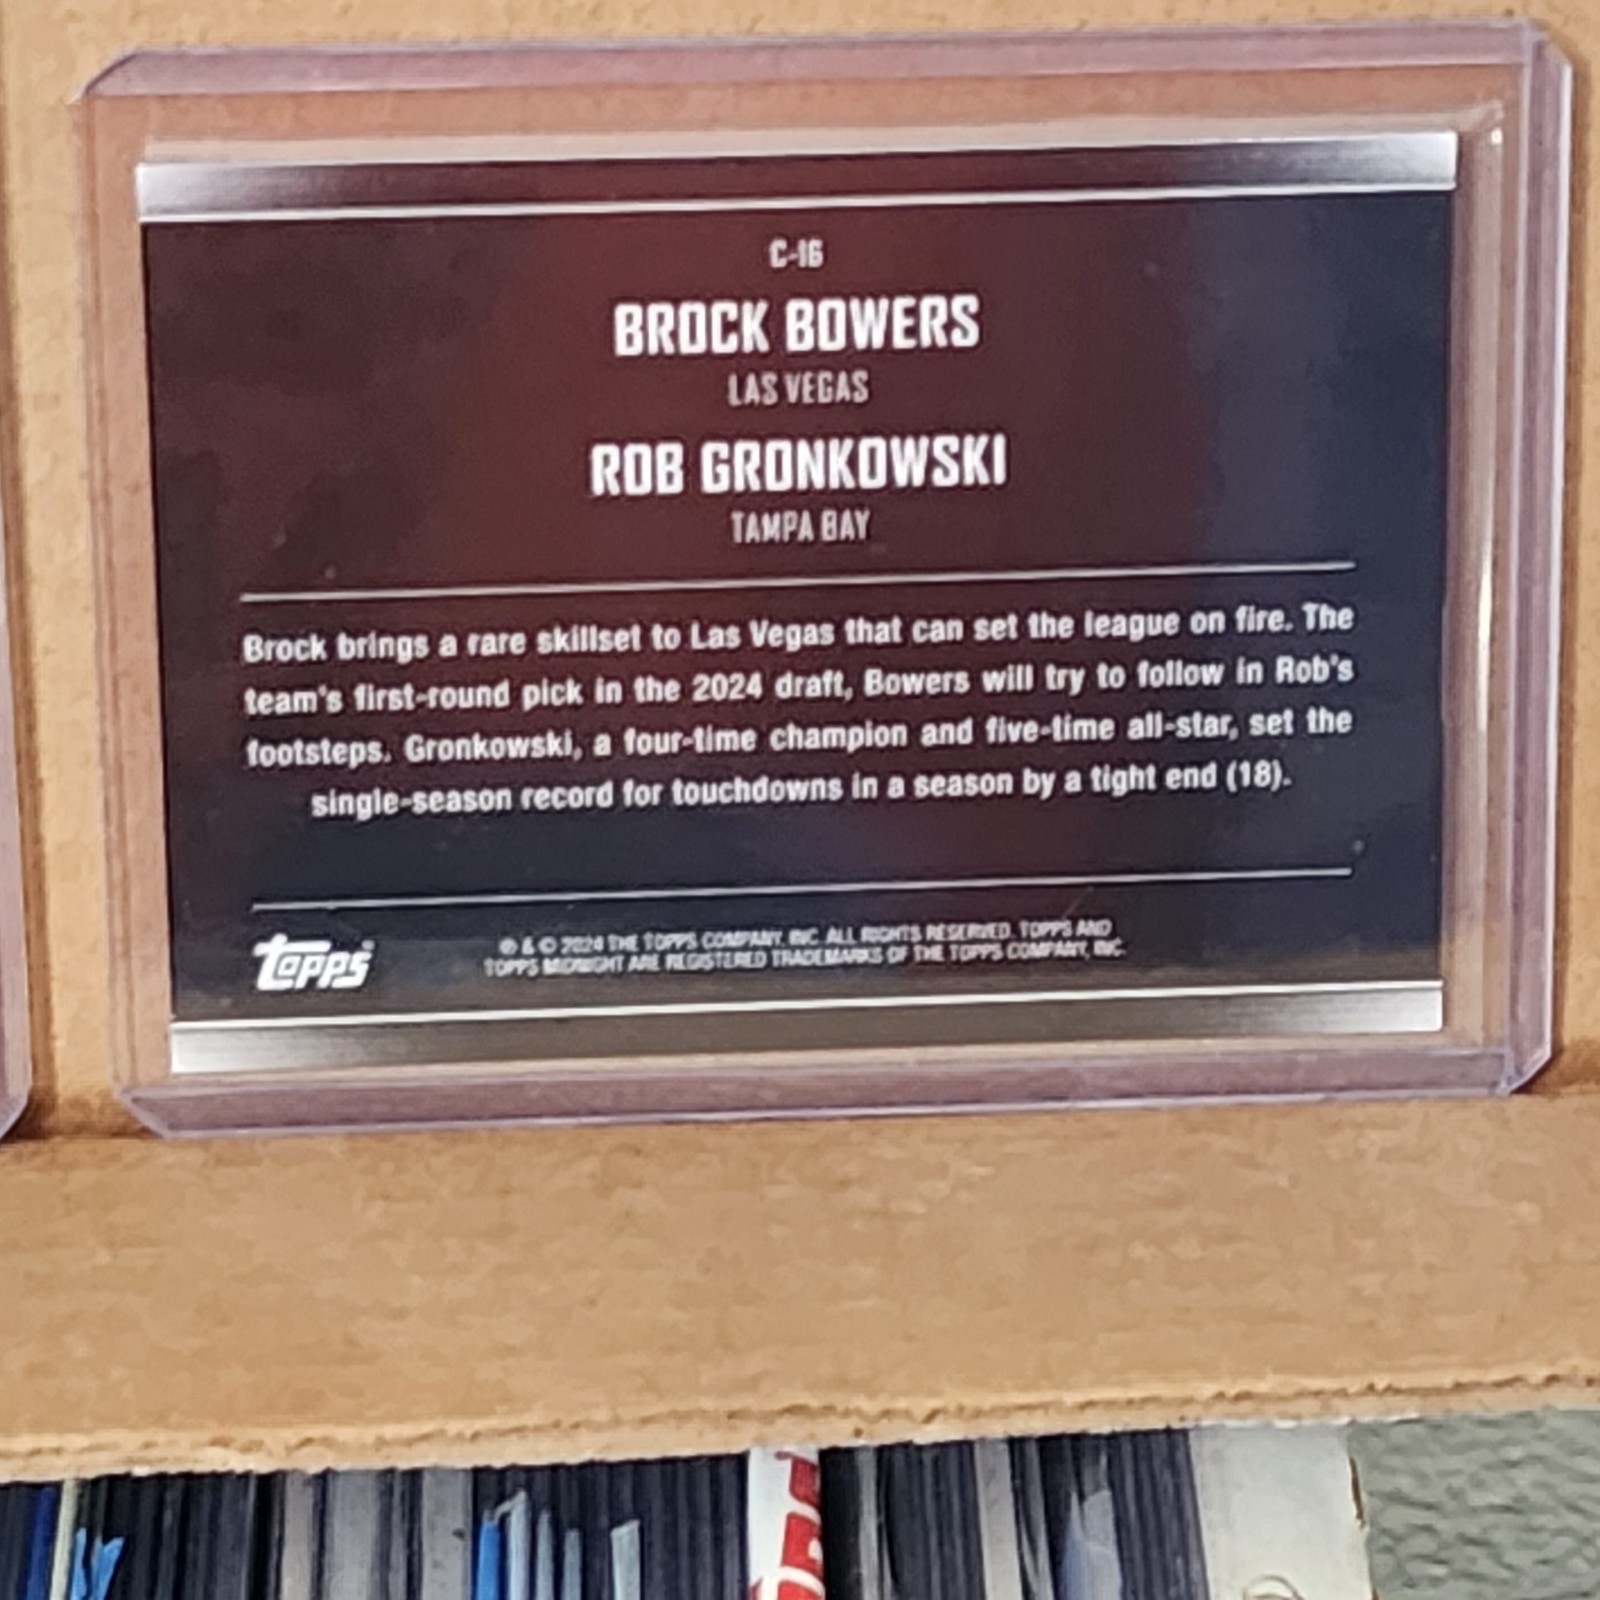 C-16
BROCK BOWERS
LAS VEGAS
ROB GRONKOWSKI
TAMPA BAY
Brock brings a rare skillset to Las Vegas that can set the league on fire. The
team's first-round pick in the 2024 draft, Bowers will try to follow in Rob's
footsteps. Gronkowski, a four-time champion and five-time all-star, set the
single-season record for touchdowns in a season by a tight end (18).
Topps
® & © 2024 THE TOPPS COMPANY, INC. ALL RIGHTS RESERVED. TOPPS AND
TOPPS MIDNIGHT ARE REGISTERED TRADEMARKS OF THE TOPPS COMPANY, INC.